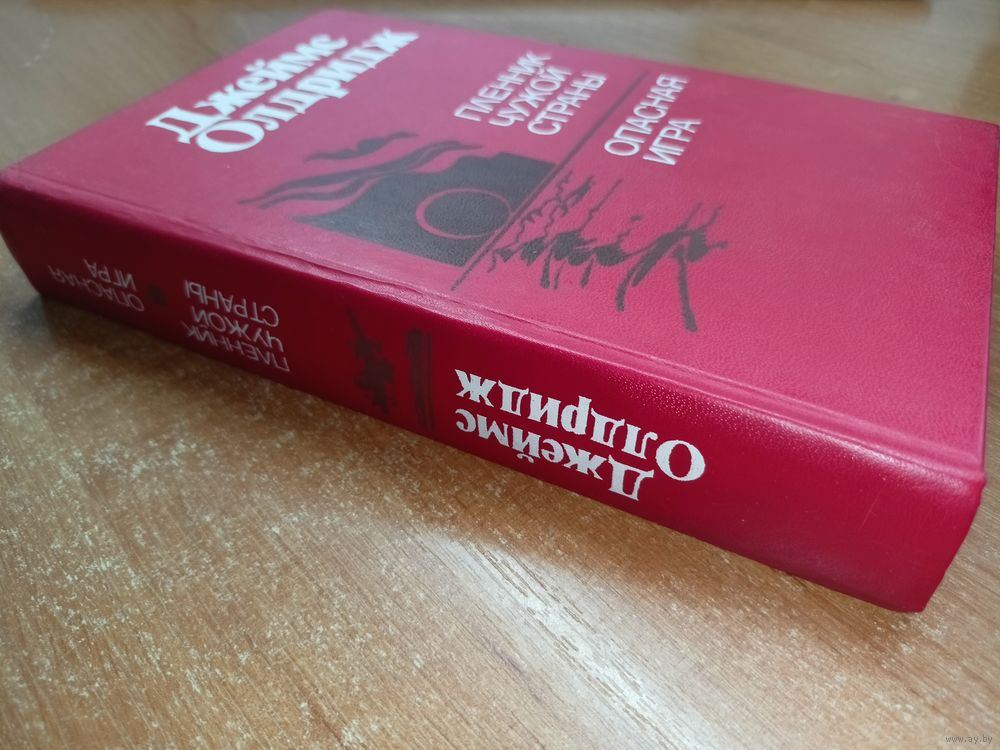 Джеймс
Олдридж
ПЛЕННИК
ЧУЖОЙ
СТРАНЫ
ОПАСНАЯ
ИГРА
Джеймс
Олдридж
ПЛЕННИК
ЧУЖОЙ
СТРАНЫ
ОПАСНАЯ
ИГРА
www.ay.by